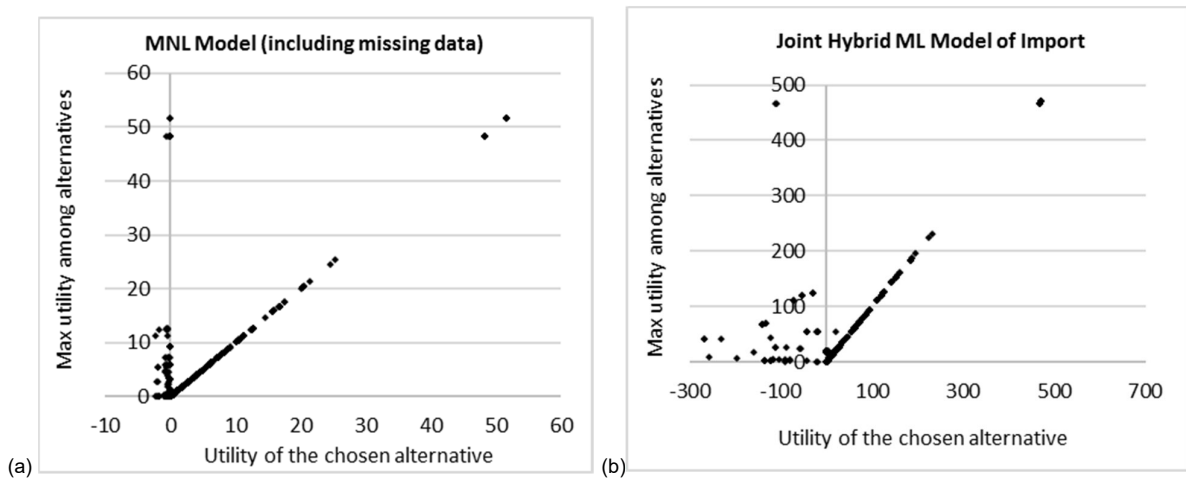 MNL Model (including missing data)
Max utility among alternatives
60
50
40
30
20
10
0
-10 0 10 20 30 40 50 60
Utility of the chosen alternative
(a)
Joint Hybrid ML Model of Import
Max utility among alternatives
500
400
300
200
100
0
-300 -100 100 300 500 700
Utility of the chosen alternative
(b)